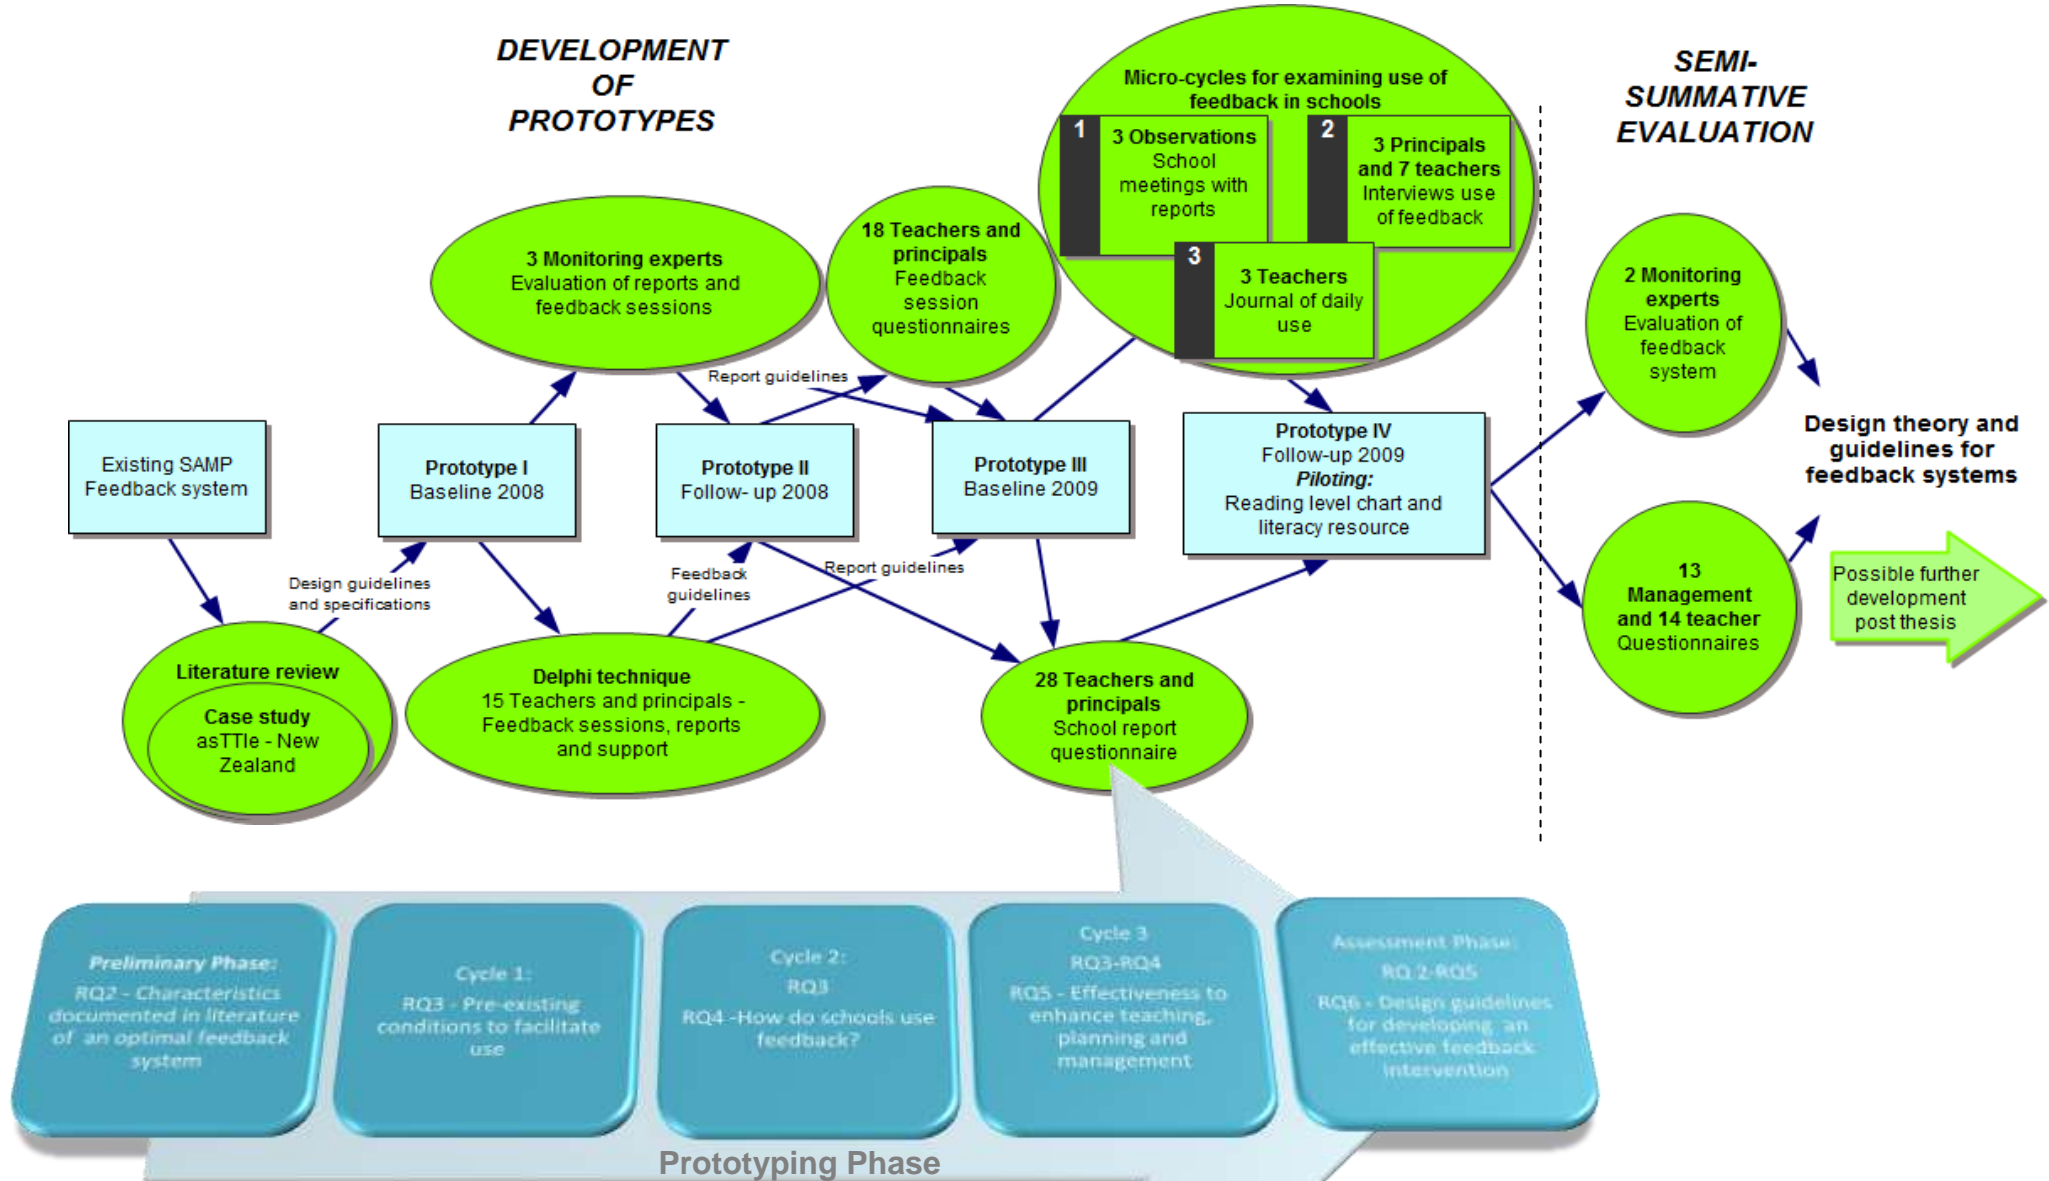 DEVELOPMENT
OF
PROTOTYPES
SEMI-
SUMMATIVE
EVALUATION
Micro-cycles for examining use of
feedback in schools
1
3 Observations
School
meetings with
reports
2
3 Principals
and 7 teachers
Interviews use
of feedback
3
3 Teachers
Journal of daily
use
3 Monitoring experts
Evaluation of reports and
feedback sessions
18 Teachers and
principals
Feedback
session
questionnaires
2 Monitoring
experts
Evaluation of
feedback
system
Report guidelines
Existing SAMP
Feedback system
Prototype I
Baseline 2008
Prototype II
Follow- up 2008
Prototype III
Baseline 2009
Prototype IV
Follow-up 2009
Piloting:
Reading level chart and
literacy resource
Design theory and
guidelines for
feedback systems
Design guidelines
and specifications
Feedback
guidelines
Report guidelines
Literature review
Case study
asTTle - New
Zealand
Delphi technique
15 Teachers and principals -
Feedback sessions, reports
and support
28 Teachers and
principals
School report
questionnaire
13
Management
and 14 teacher
Questionnaires
Possible further
development
post thesis
Preliminary Phase:
RQ2 - Characteristics
documented in literature
of an optimal feedback
system
Cycle 1:
RQ3 - Pre-existing
conditions to facilitate
use
Cycle 2:
RQ3
RQ4 -How do schools use
feedback?
Cycle 3
RQ3-RQ4
RQ5 - Effectiveness to
enhance teaching,
planning and
management
Assessment Phase:
RQ 2-RQ5
RQ6 - Design guidelines
for developing an
effective feedback
intervention
Prototyping Phase